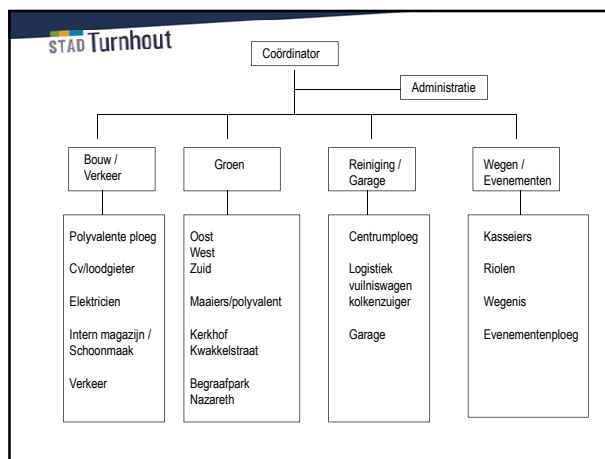 STAD Turnhout
Coördinator
Administratie
Bouw /
Verkeer
Groen
Reiniging /
Garage
Wegen /
Evenementen
Polyvalente ploeg
Cv/loodgieter
Elektricien
Intern magazijn /
Schoonmaak
Verkeer
Oost
West
Zuid
Maaiers/polyvalent
Kerkhof
Kwakkelstraat
Begraafpark
Nazareth
Centrumploeg
Logistiek
vuilniswagen
kolkenzuiger
Garage
Kasseiers
Riolen
Wegenis
Evenementenploeg